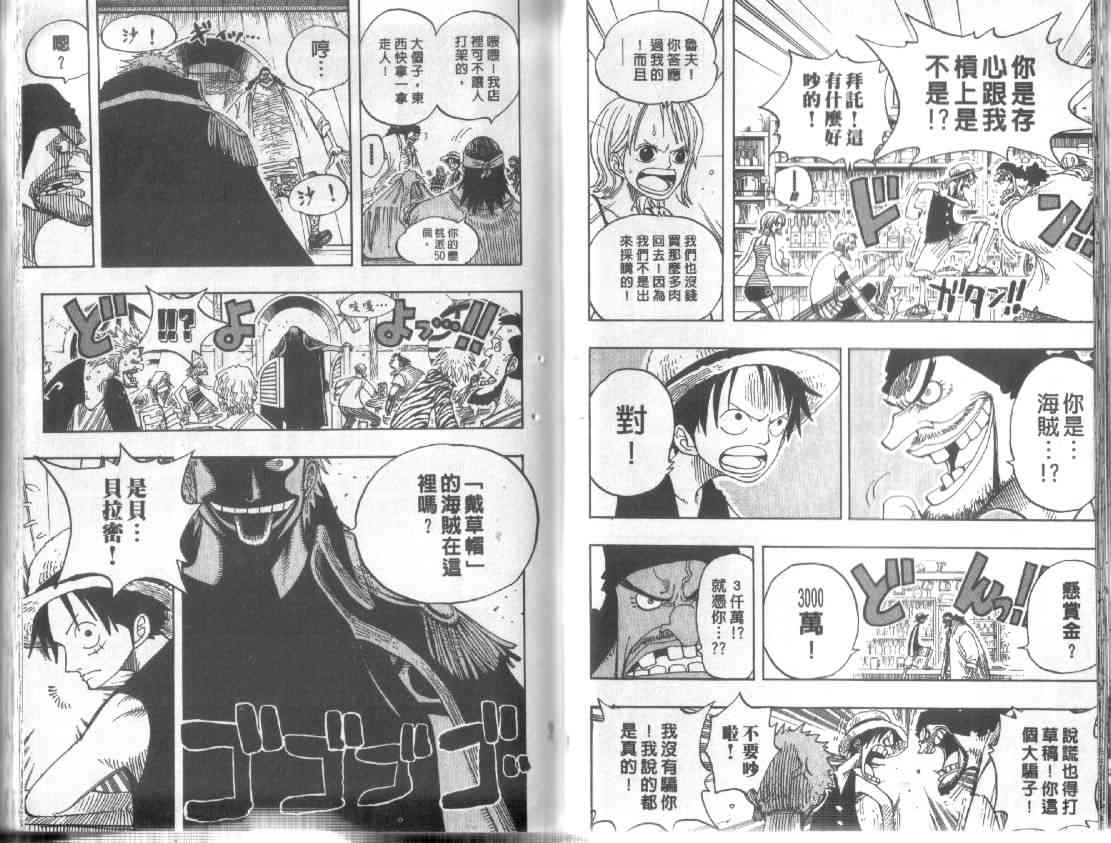 你是存
心跟我
槓上是
不是!?
拜託！這
有什麼好
吵的！
ド
ン!!
ガタン!!
魯夫！
你答應
過我的
——！而且
我們也沒錢
買那麼多肉
回去！因為
我們不是出
來採購的！
你是…
海賊…!?
對！
懸賞金？
3000
萬！
どんっ!!
3仟萬!?
就憑你…??
說謊也得打
草稿！你這
個大騙子！
不要吵
啦！
我沒有騙你
！我說的都
是真的！
喂喂！我店
裡可不讓人
打架的。
大個子，東
西快拿一拿
走人！
你的櫻
桃派50
個。
哼…
ギイッ…
沙！
沙！
嗯？
どよよっ…!!
!!?
「戴草帽」
的海賊在這
裡嗎？
是貝…
貝拉密！
ゴゴゴゴ